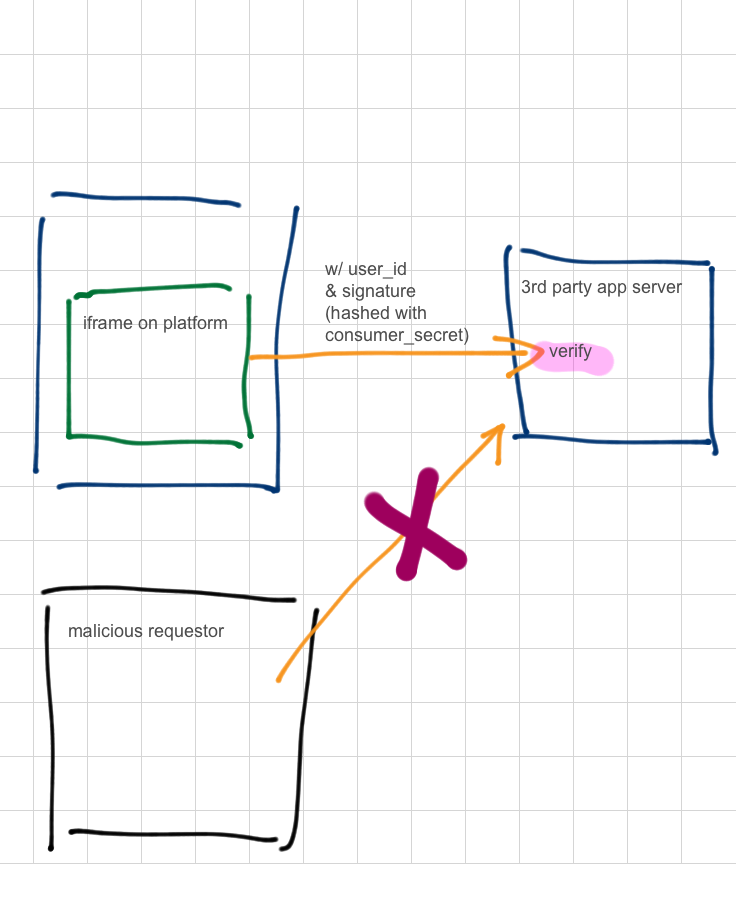 w/ user_id
& signature
(hashed with
consumer_secret)
3rd party app server
iframe on platform
verify
malicious requestor